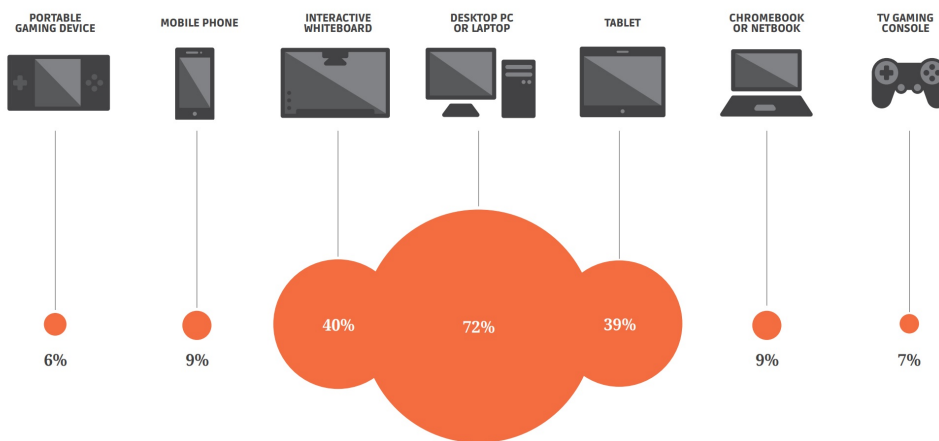 PORTABLE
GAMING DEVICE
MOBILE PHONE
INTERACTIVE
WHITEBOARD
DESKTOP PC
OR LAPTOP
TABLET
CHROMEBOOK
OR NETBOOK
TV GAMING
CONSOLE
6%
9%
40%
72%
39%
9%
7%